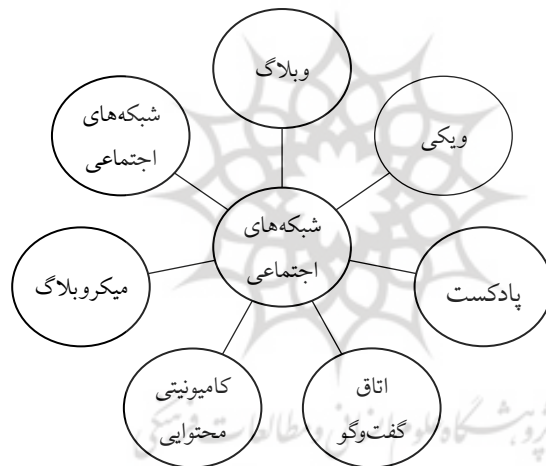 وبلاگ
ویکی
پادکست
اتاق
گفت‌وگو
کامیونیتی
محتوایی
میکروبلاگ
شبکه‌های
اجتماعی
شبکه‌های
اجتماعی